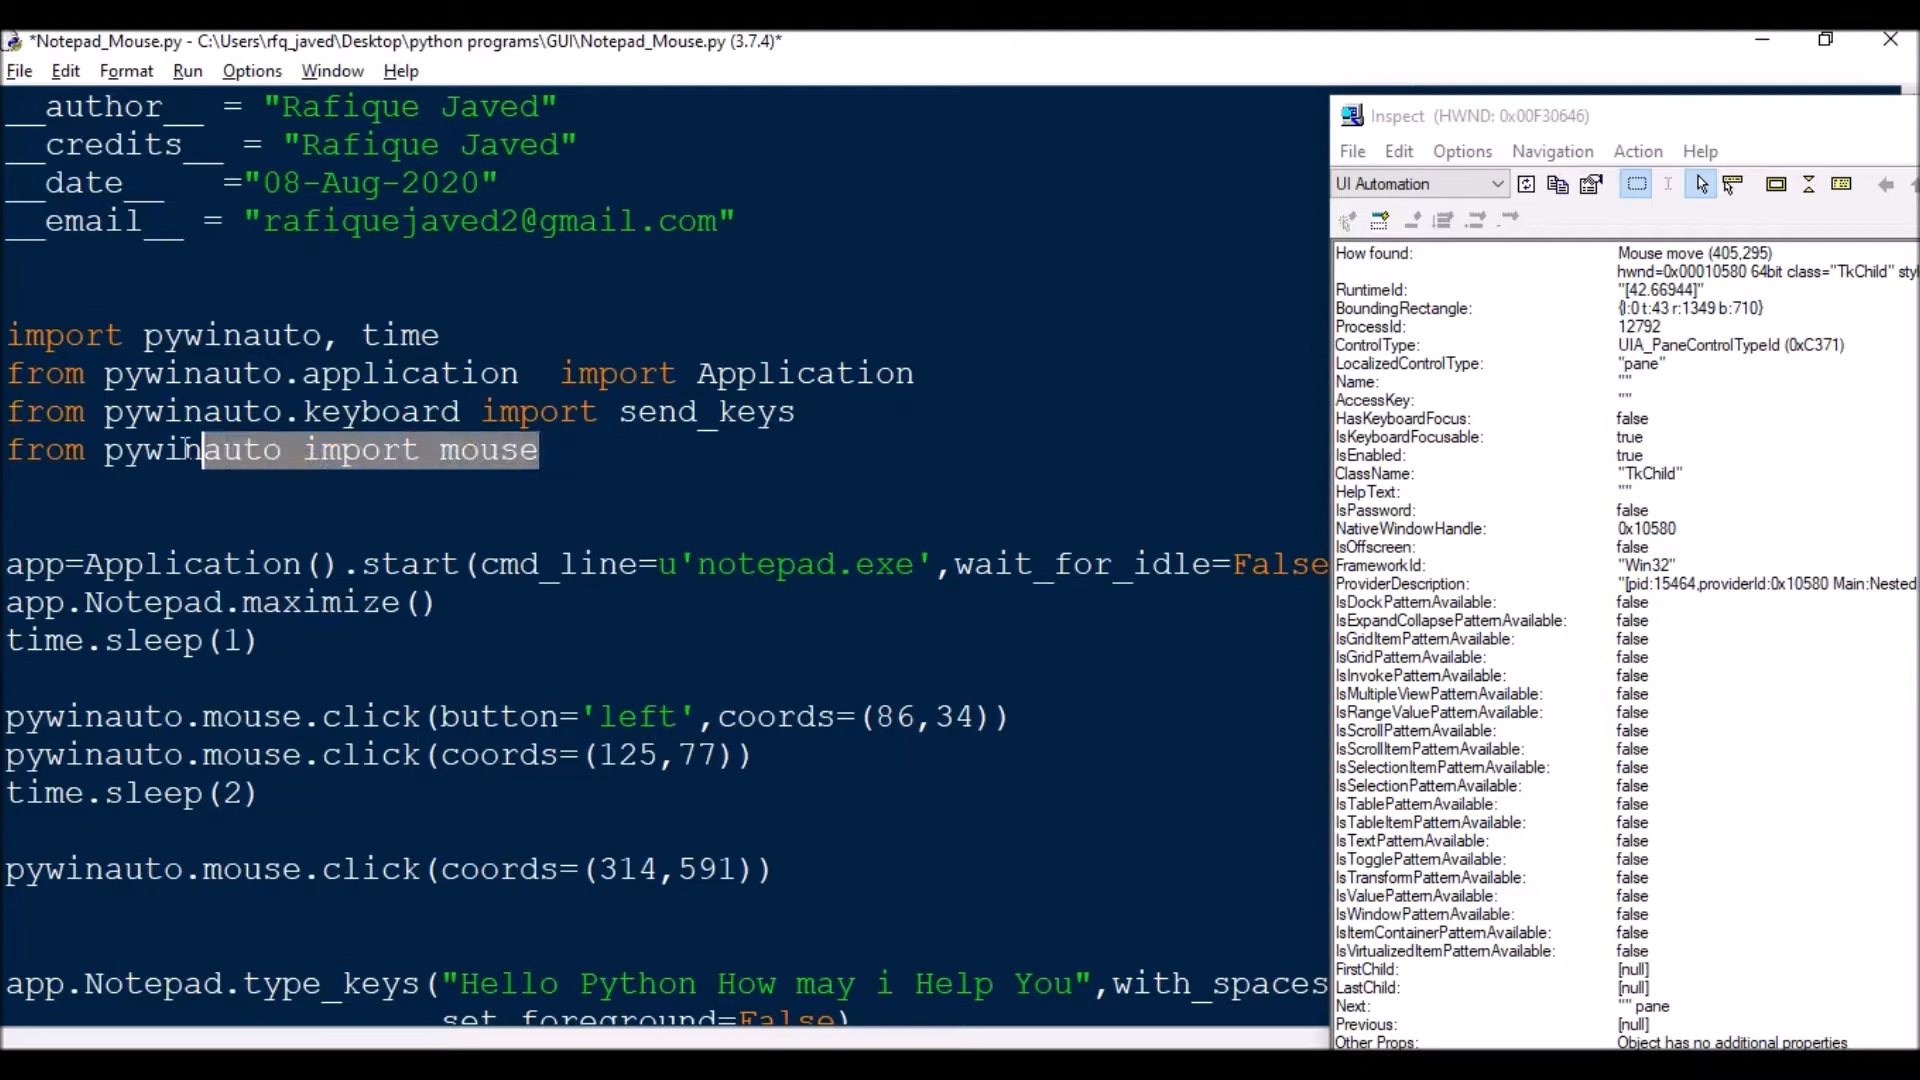 *Notepad_Mouse.py - C:\Users\rfq_javed\Desktop\python programs\GUI\Notepad_Mouse.py (3.7.4)*
File Edit Format Run Options Window Help
__author__ = "Rafique Javed"
__credits__ = "Rafique Javed"
__date__ ="08-Aug-2020"
__email__ = "rafiquejaved2@gmail.com"
import pywinauto, time
from pywinauto.application import Application
from pywinauto.keyboard import send_keys
from pywinauto import mouse
app=Application().start(cmd_line=u'notepad.exe',wait_for_idle=False
app.Notepad.maximize()
time.sleep(1)
pywinauto.mouse.click(button='left',coords=(86,34))
pywinauto.mouse.click(coords=(125,77))
time.sleep(2)
pywinauto.mouse.click(coords=(314,591))
app.Notepad.type_keys("Hello Python How may i Help You",with_spaces
set_foreground=False)
Inspect (HWND: 0x00F30646)
File Edit Options Navigation Action Help
UI Automation
How found: Mouse move (405,295)
hwnd=0x00010580 64bit class="TkChild" styl
RuntimeId: "[42.66944]"
BoundingRectangle: {l:0 t:43 r:1349 b:710}
ProcessId: 12792
ControlType: UIA_PaneControlTypeId (0xC371)
LocalizedControlType: "pane"
Name: ""
AccessKey: ""
HasKeyboardFocus: false
IsKeyboardFocusable: true
IsEnabled: true
ClassName: "TkChild"
HelpText: ""
IsPassword: false
NativeWindowHandle: 0x10580
IsOffscreen: false
FrameworkId: "Win32"
ProviderDescription: "[pid:15464,providerId:0x10580 Main:Nested
IsDockPatternAvailable: false
IsExpandCollapsePatternAvailable: false
IsGridItemPatternAvailable: false
IsGridPatternAvailable: false
IsInvokePatternAvailable: false
IsMultipleViewPatternAvailable: false
IsRangeValuePatternAvailable: false
IsScrollPatternAvailable: false
IsScrollItemPatternAvailable: false
IsSelectionItemPatternAvailable: false
IsSelectionPatternAvailable: false
IsTablePatternAvailable: false
IsTableItemPatternAvailable: false
IsTextPatternAvailable: false
IsTogglePatternAvailable: false
IsTransformPatternAvailable: false
IsValuePatternAvailable: false
IsWindowPatternAvailable: false
IsItemContainerPatternAvailable: false
IsVirtualizedItemPatternAvailable: false
FirstChild: [null]
LastChild: [null]
Next: "" pane
Previous: [null]
Other Props: Object has no additional properties